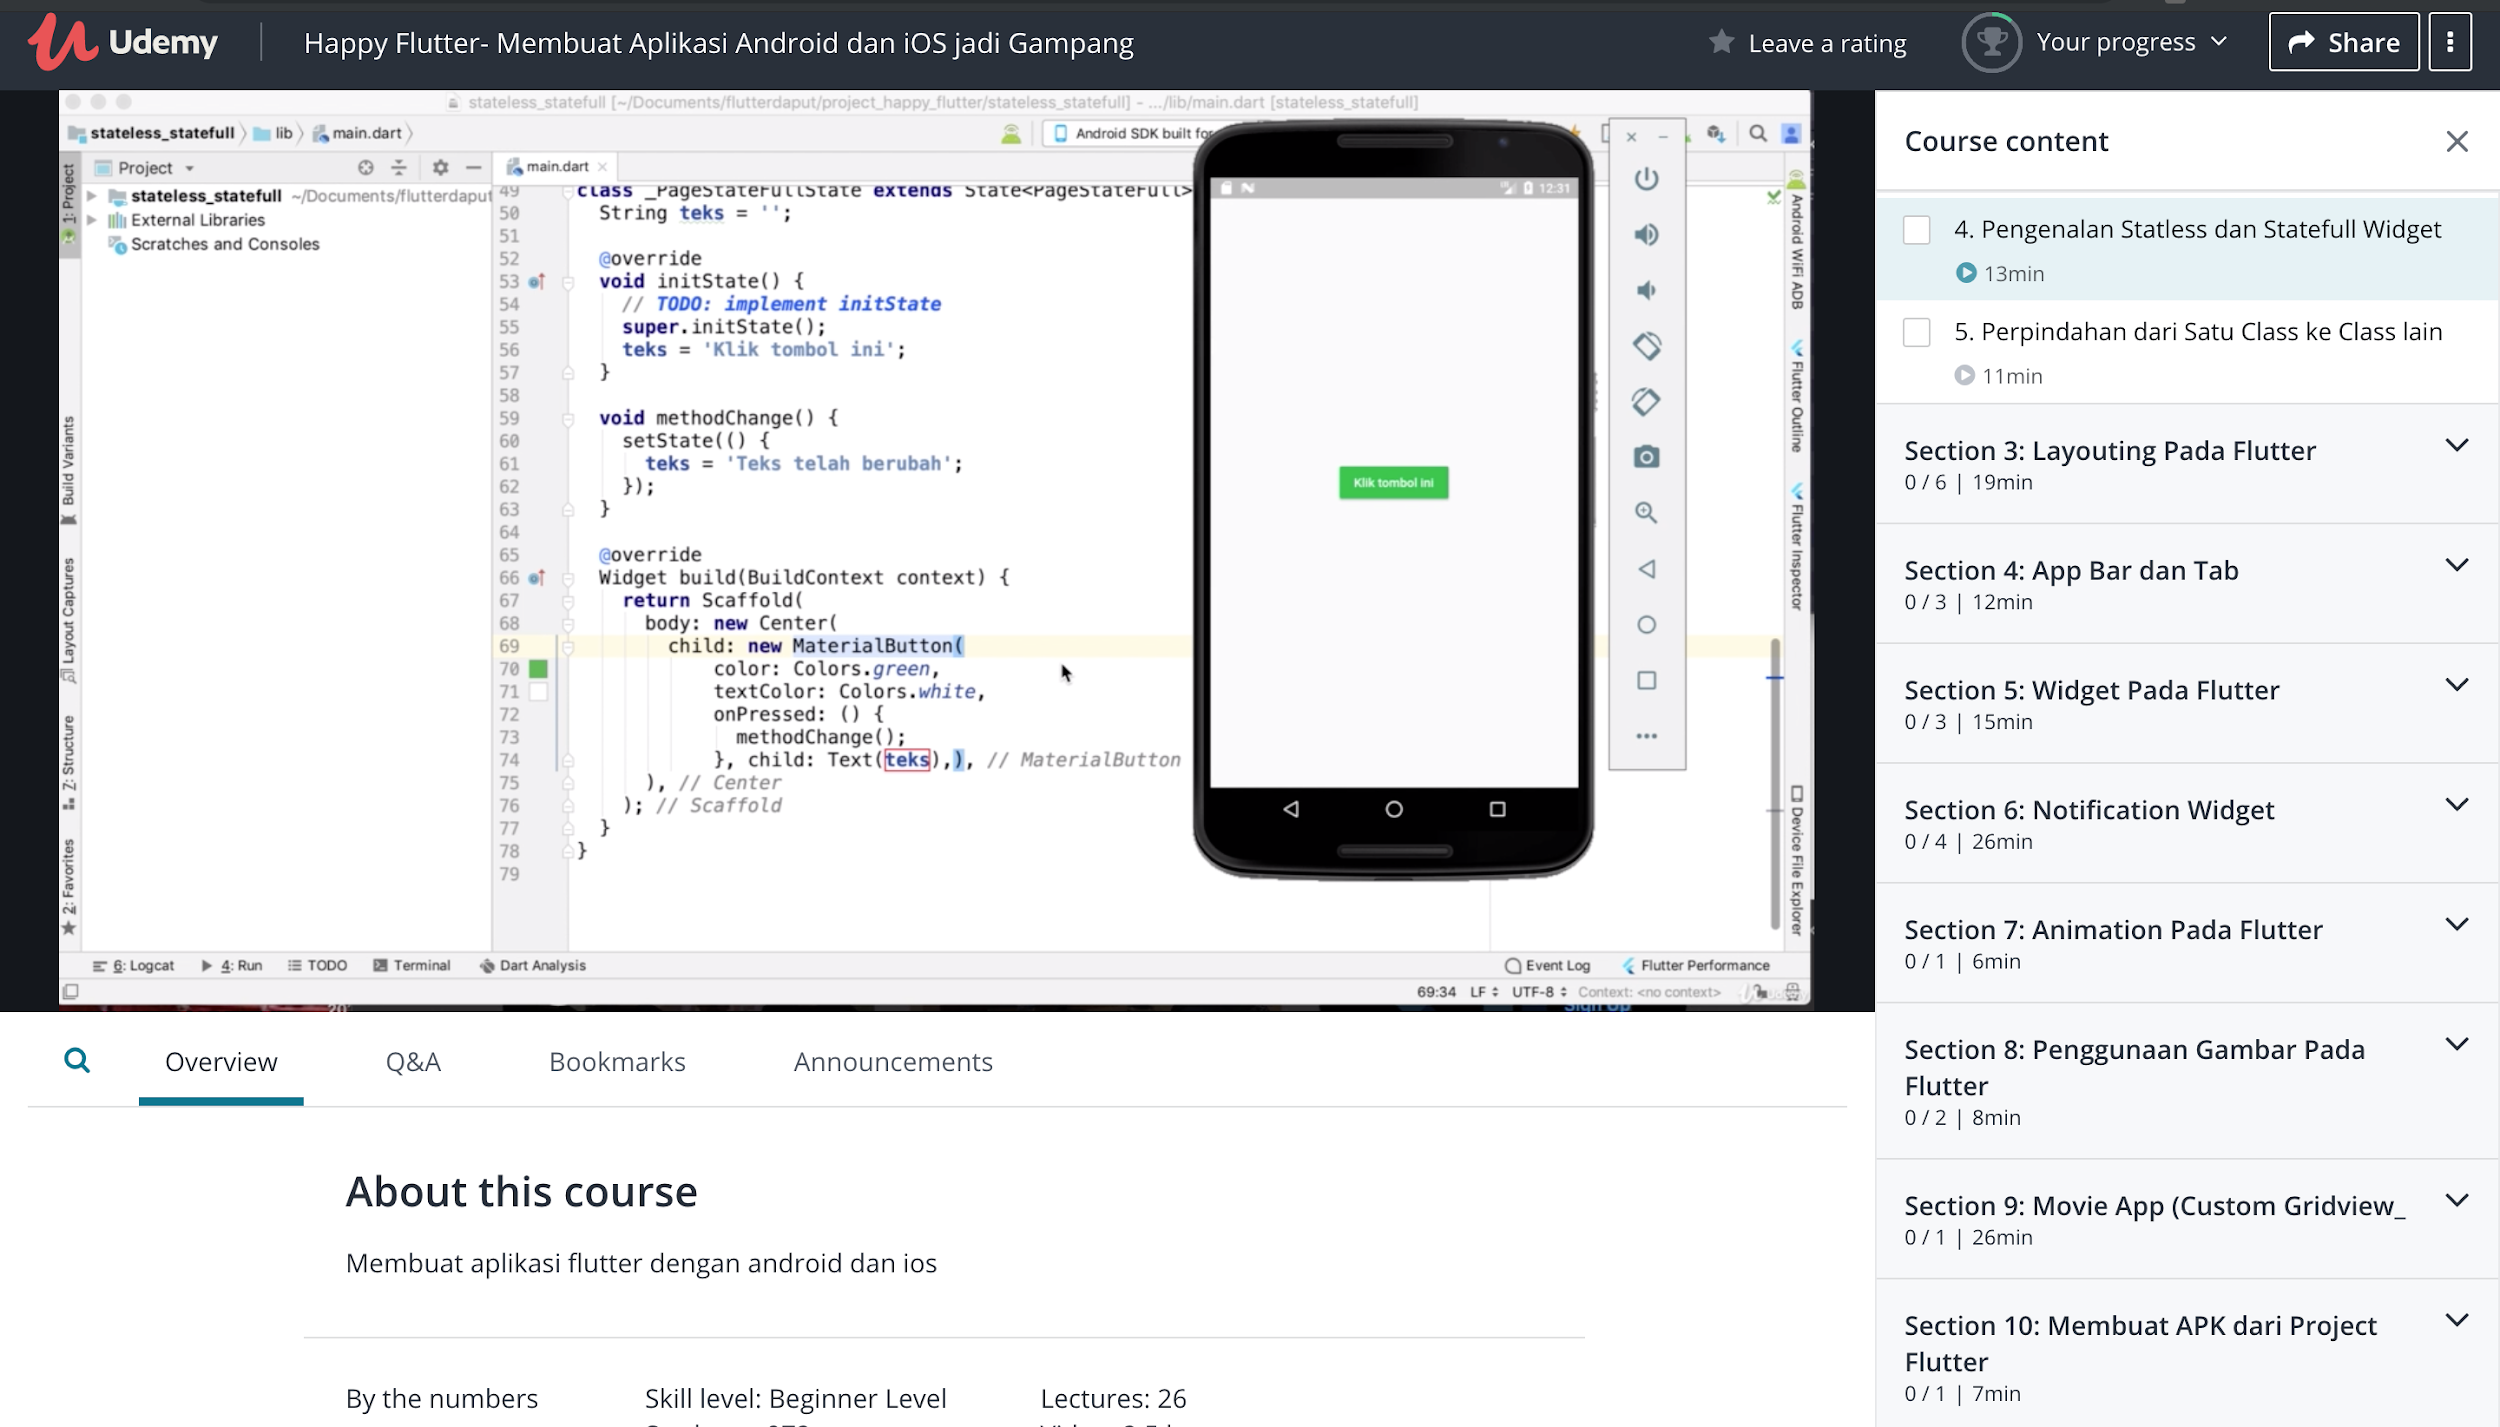 Udemy
Happy Flutter- Membuat Aplikasi Android dan iOS jadi Gampang
Leave a rating
Your progress
Share
stateless_statefull [~/Documents/flutterdaput/project_happy_flutter/stateless_statefull] - .../lib/main.dart [stateless_statefull]
stateless_statefull
lib
main.dart
Android SDK built for
1: Project
Build Variants
Layout Captures
Z: Structure
2: Favorites
Project
stateless_statefull ~/Documents/flutterdaput
External Libraries
Scratches and Consoles
main.dart
49 class _PageStateFullState extends State<PageStateFull>
50 String teks = '';
51
52 @override
53 void initState() {
54 // TODO: implement initState
55 super.initState();
56 teks = 'Klik tombol ini';
57 }
58
59 void methodChange() {
60 setState(() {
61 teks = 'Teks telah berubah';
62 });
63 }
64
65 @override
66 Widget build(BuildContext context) {
67 return Scaffold(
68 body: new Center(
69 child: new MaterialButton(
70 color: Colors.green,
71 textColor: Colors.white,
72 onPressed: () {
73 methodChange();
74 }, child: Text(teks),), // MaterialButton
75 ), // Center
76 ); // Scaffold
77 }
78 }
79
12:31
Klik tombol ini
Android WiFi ADB
Flutter Outline
Flutter Inspector
Device File Explorer
6: Logcat
4: Run
TODO
Terminal
Dart Analysis
Event Log
Flutter Performance
69:34 LF UTF-8 Context: <no context>
Overview
Q&A
Bookmarks
Announcements
About this course
Membuat aplikasi flutter dengan android dan ios
By the numbers
Skill level: Beginner Level
Lectures: 26
Course content
4. Pengenalan Statless dan Statefull Widget
13min
5. Perpindahan dari Satu Class ke Class lain
11min
Section 3: Layouting Pada Flutter
0 / 6 | 19min
Section 4: App Bar dan Tab
0 / 3 | 12min
Section 5: Widget Pada Flutter
0 / 3 | 15min
Section 6: Notification Widget
0 / 4 | 26min
Section 7: Animation Pada Flutter
0 / 1 | 6min
Section 8: Penggunaan Gambar Pada
Flutter
0 / 2 | 8min
Section 9: Movie App (Custom Gridview_
0 / 1 | 26min
Section 10: Membuat APK dari Project
Flutter
0 / 1 | 7min